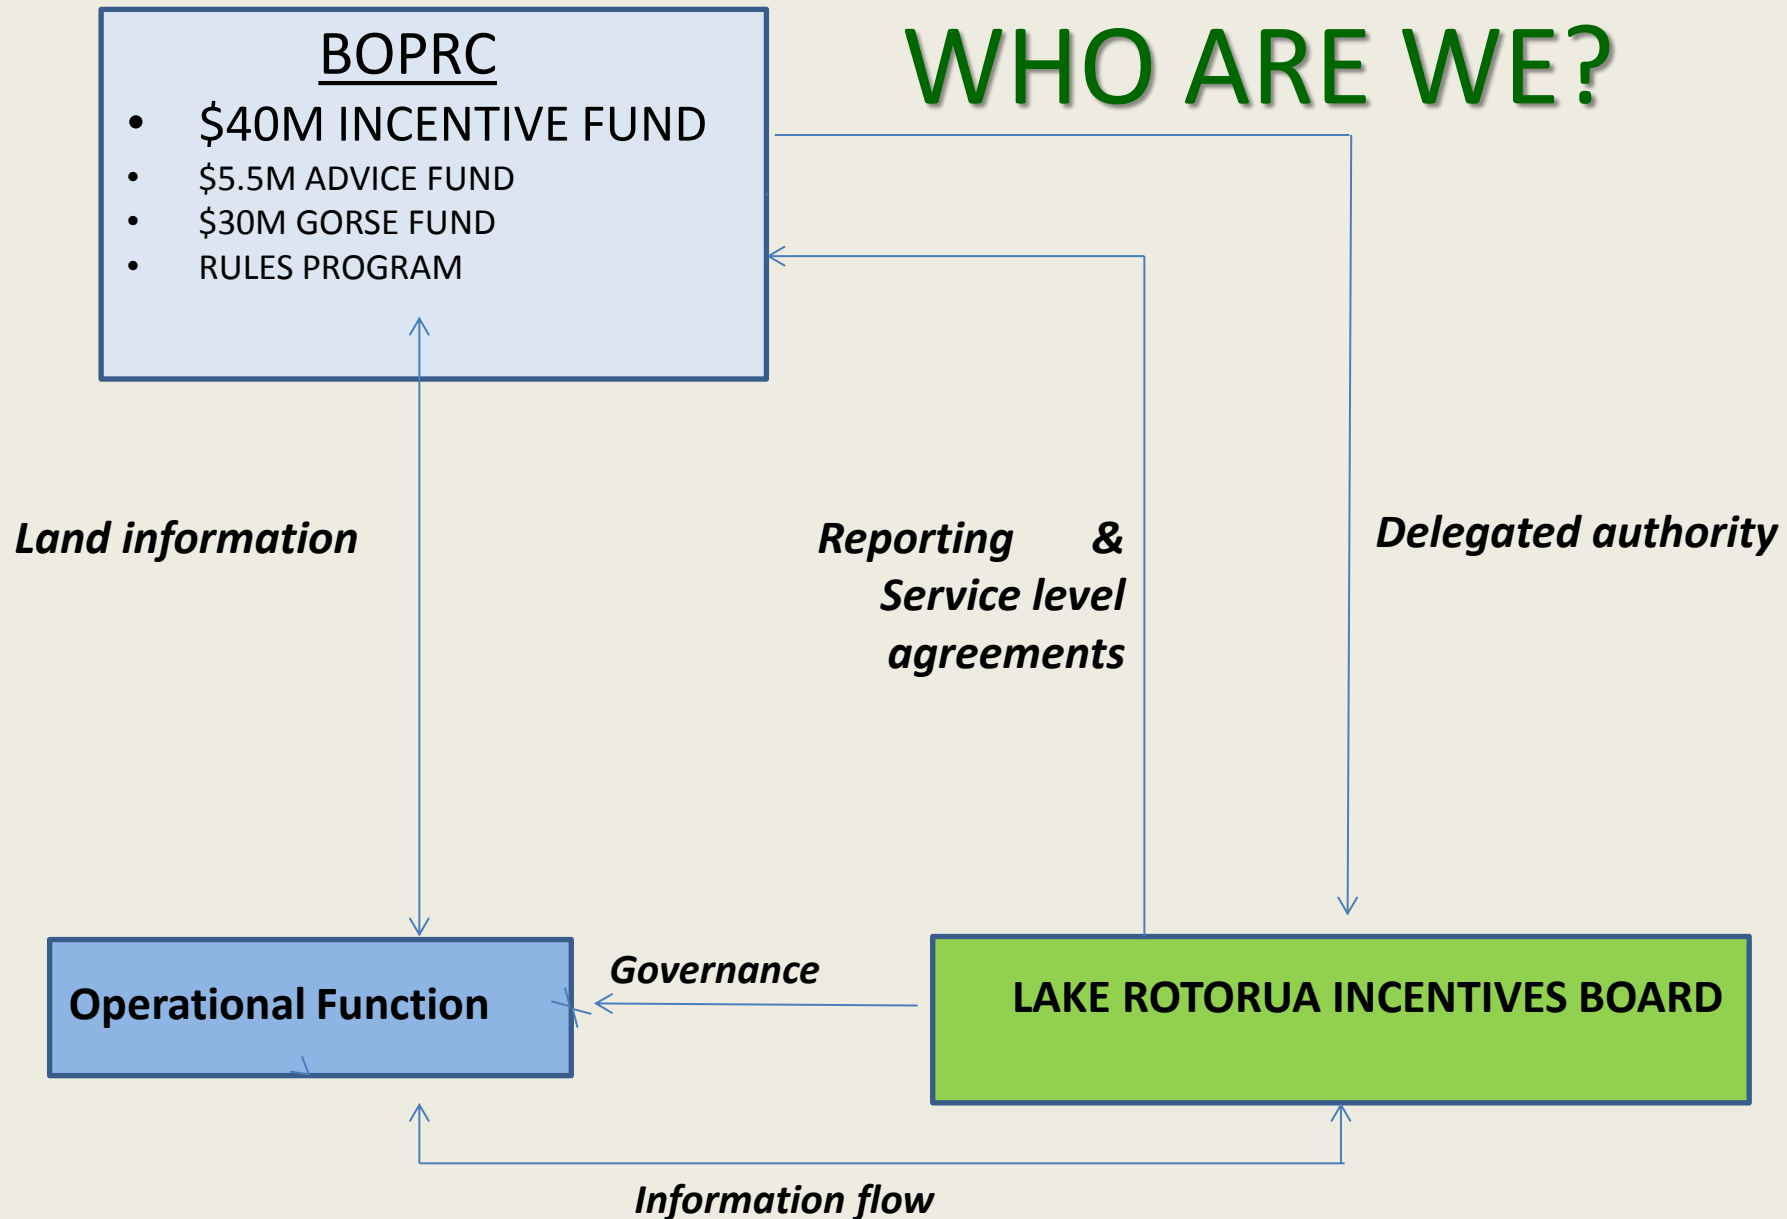 WHO ARE WE?
BOPRC
• $40M INCENTIVE FUND
• $5.5M ADVICE FUND
• $30M GORSE FUND
• RULES PROGRAM
Land information
Reporting &
Service level
agreements
Delegated authority
Operational Function
Governance
LAKE ROTORUA INCENTIVES BOARD
Information flow